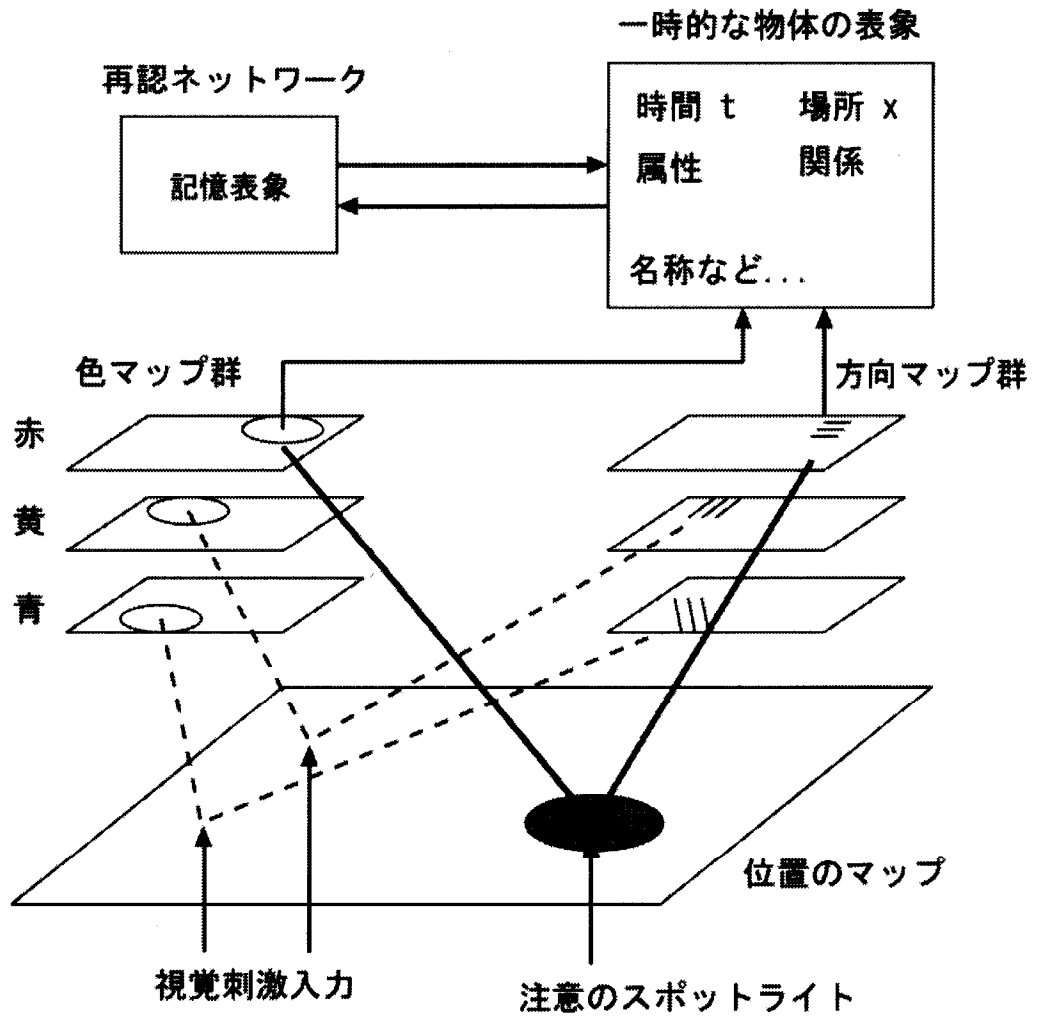 一時的な物体の表象
再認ネットワーク
時間 t 場所 x
属性 関係
記憶表象
名称など...
色マップ群
方向マップ群
赤
黄
青
位置のマップ
視覚刺激入力
注意のスポットライト